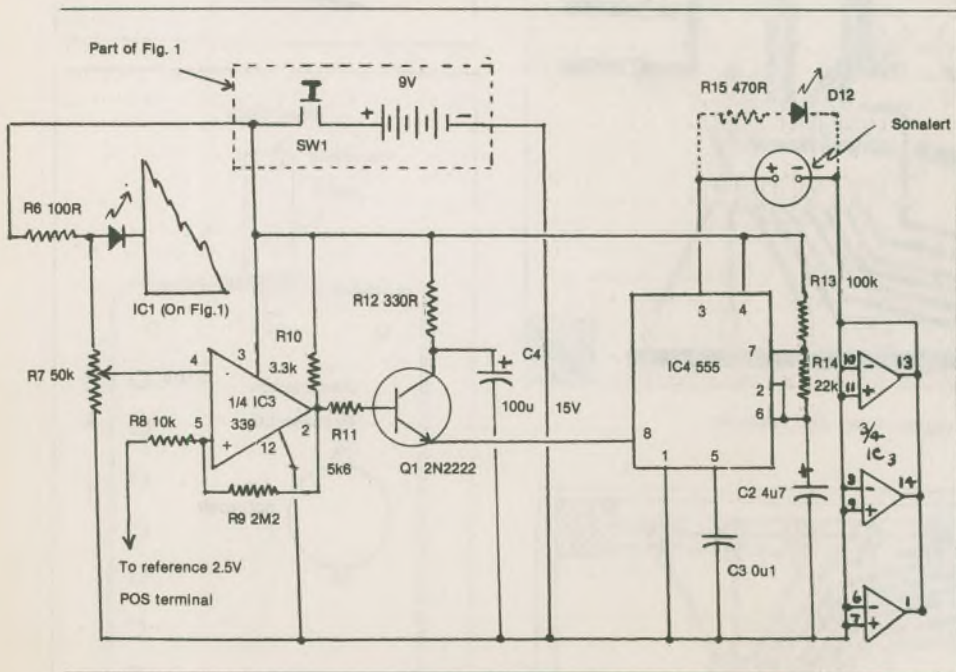 Part of Fig. 1
9V
+
-
SW1
R15 470R
D12
Sonalert
+
-
R6 100R
IC1 (On Fig.1)
R7 50k
R8 10k
4
-
3
5
+
1/4 IC3
339
12
2
R10
3.3k
R11
5k6
R9 2M2
To reference 2.5V
POS terminal
R12 330R
Q1 2N2222
+
C4
100u
15V
3
4
7
IC4 555
2
6
8
1
5
R13 100k
R14
22k
+
C2 4u7
C3 0u1
10
-
11
+
13
3/4
IC3
8
-
9
+
14
6
-
7
+
1